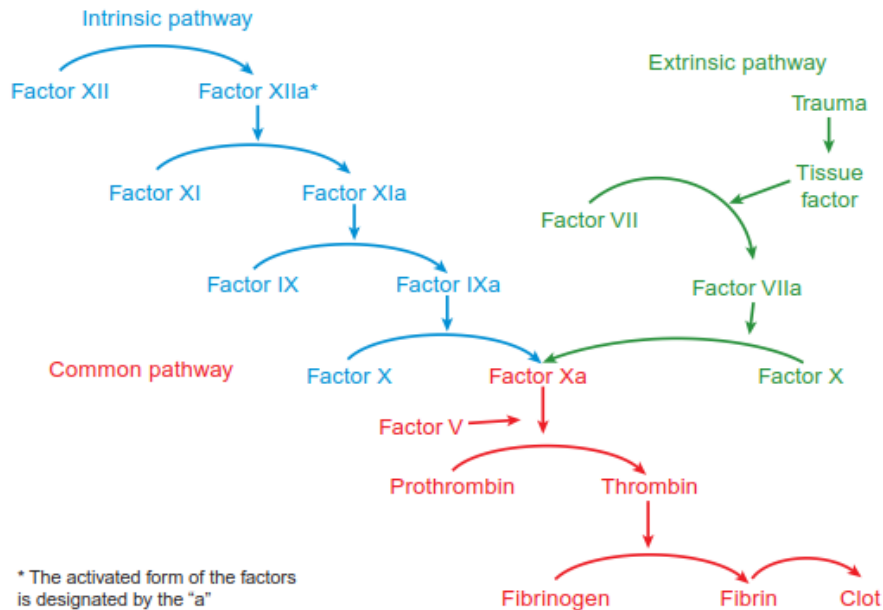 Intrinsic pathway
Extrinsic pathway
Factor XII
Factor XIIa*
Trauma
Factor XI
Factor XIa
Tissue
factor
Factor VII
Factor IX
Factor IXa
Factor VIIa
Common pathway
Factor X
Factor Xa
Factor X
Factor V
Prothrombin
Thrombin
* The activated form of the factors
is designated by the “a”
Fibrinogen
Fibrin
Clot